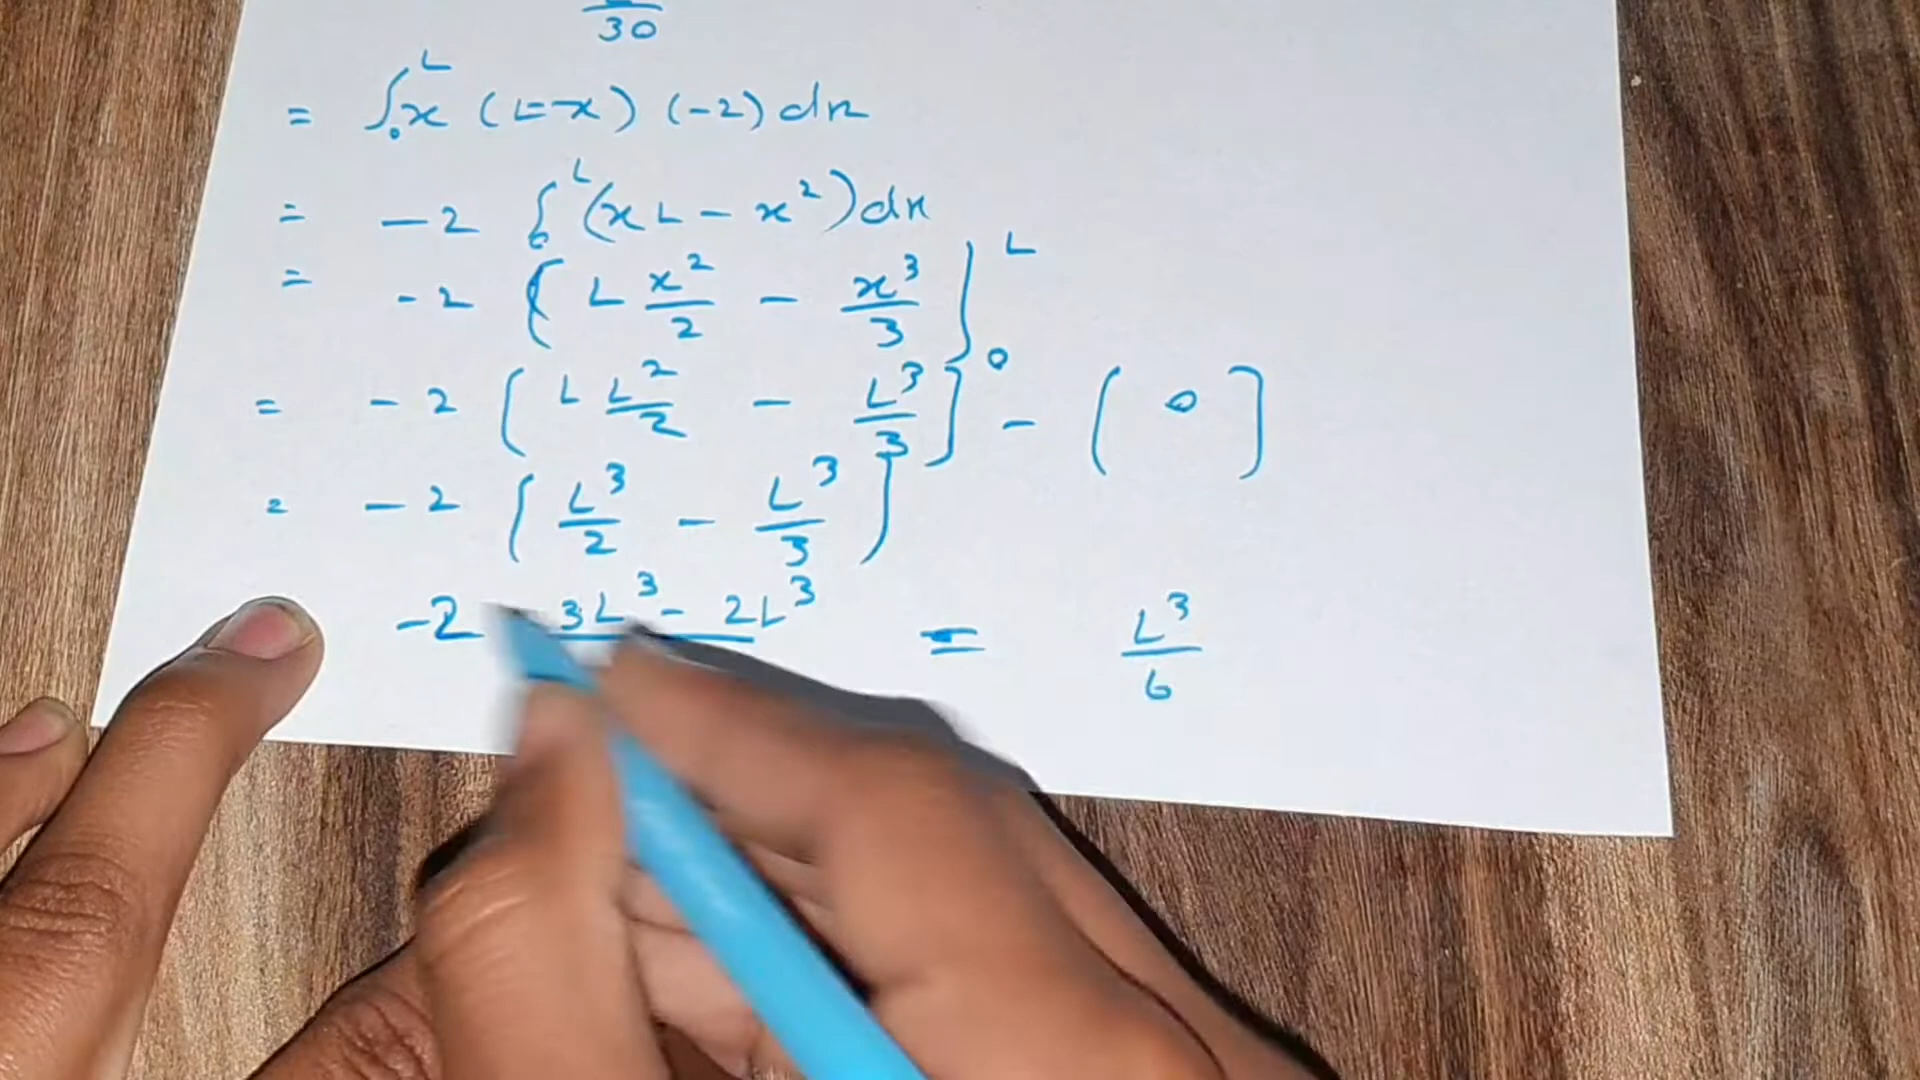 30
= ∫₀ᴸ x (L-x) (-2) dx
= -2 ∫₀ᴸ (xL - x²) dx
= -2 { L x²/2 - x³/3 }₀ᴸ
= -2 [ L L²/2 - L³/3 ] - [ 0 ]
= -2 [ L³/2 - L³/3 ]
-2 3L³ - 2L³ = L³/6